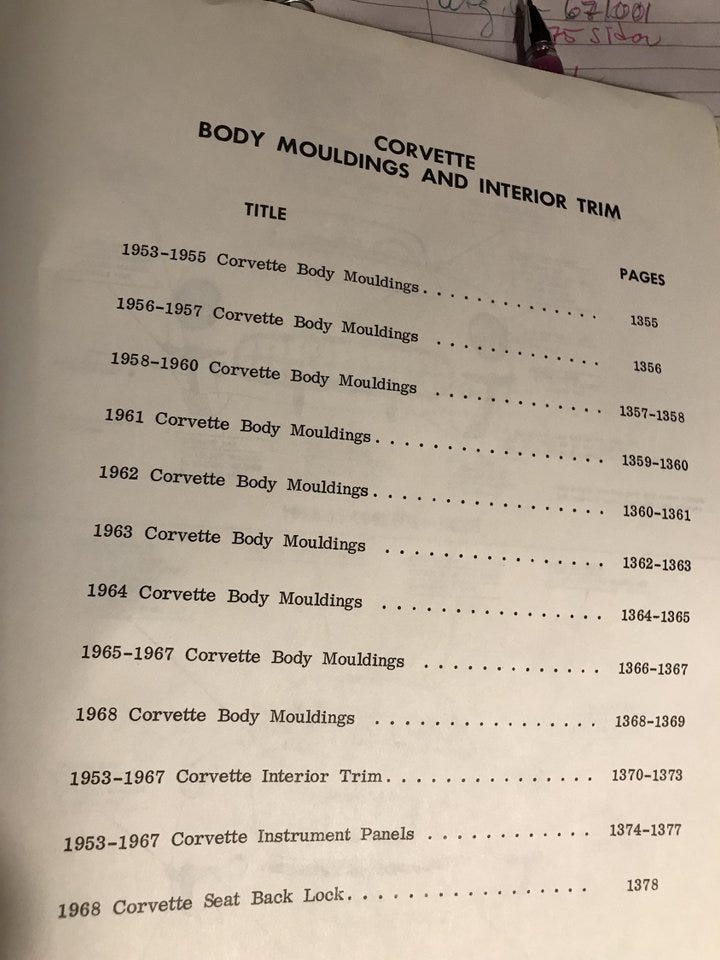 67/001
75
CORVETTE
BODY MOULDINGS AND INTERIOR TRIM
TITLE
PAGES
1953-1955 Corvette Body Mouldings. . . . . . . . . . . . . 1355
1956-1957 Corvette Body Mouldings . . . . . . . . . . . . 1356
1958-1960 Corvette Body Mouldings . . . . . . . . . . . . 1357-1358
1961 Corvette Body Mouldings. . . . . . . . . . . . . . . . 1359-1360
1962 Corvette Body Mouldings. . . . . . . . . . . . . . . . 1360-1361
1963 Corvette Body Mouldings . . . . . . . . . . . . . . . 1362-1363
1964 Corvette Body Mouldings . . . . . . . . . . . . . . . 1364-1365
1965-1967 Corvette Body Mouldings . . . . . . . . . . . . 1366-1367
1968 Corvette Body Mouldings . . . . . . . . . . . . . . . 1368-1369
1953-1967 Corvette Interior Trim. . . . . . . . . . . . . . . 1370-1373
1953-1967 Corvette Instrument Panels . . . . . . . . . . . . 1374-1377
1968 Corvette Seat Back Lock. . . . . . . . . . . . . . . . . 1378